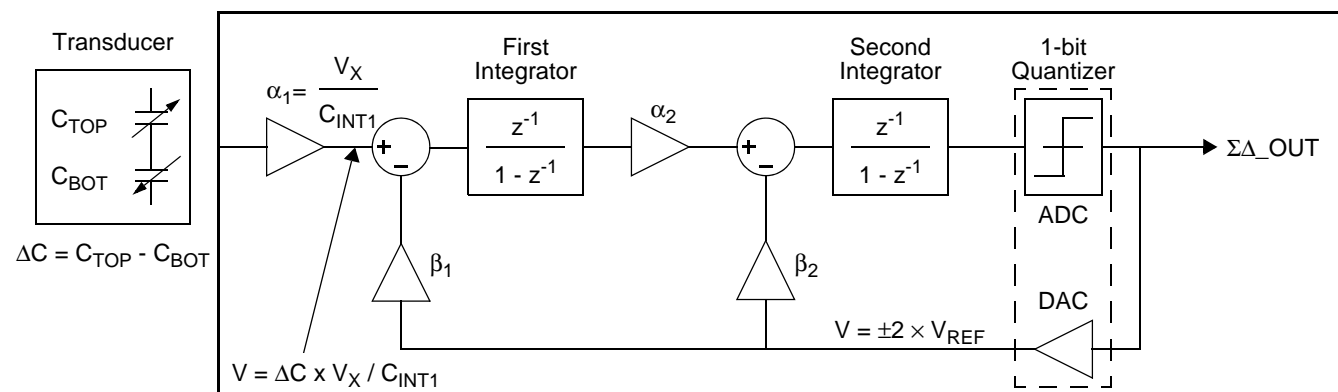 Transducer
C_TOP
C_BOT
ΔC = C_TOP - C_BOT
α₁= V_X
C_INT1
First
Integrator
z⁻¹
1 - z⁻¹
α₂
Second
Integrator
z⁻¹
1 - z⁻¹
1-bit
Quantizer
ADC
ΣΔ_OUT
+
−
+
−
β₁
β₂
DAC
V = ±2 × V_REF
V = ΔC x V_X / C_INT1